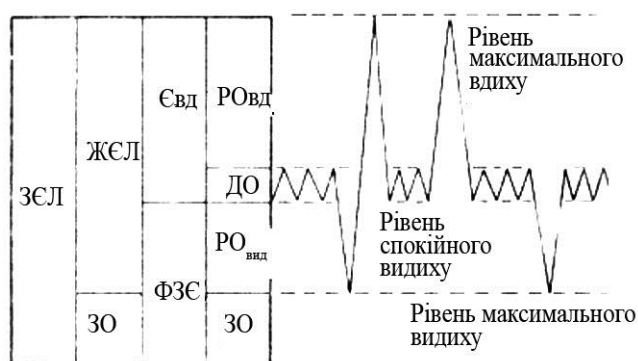 Рівень
максимального
вдиху
Євд
РОвд
ЖЄЛ
ДО
ЗЄЛ
Рівень
спокійного
видиху
РОвид
ФЗЄ
ЗО
ЗО
Рівень максимального
видиху